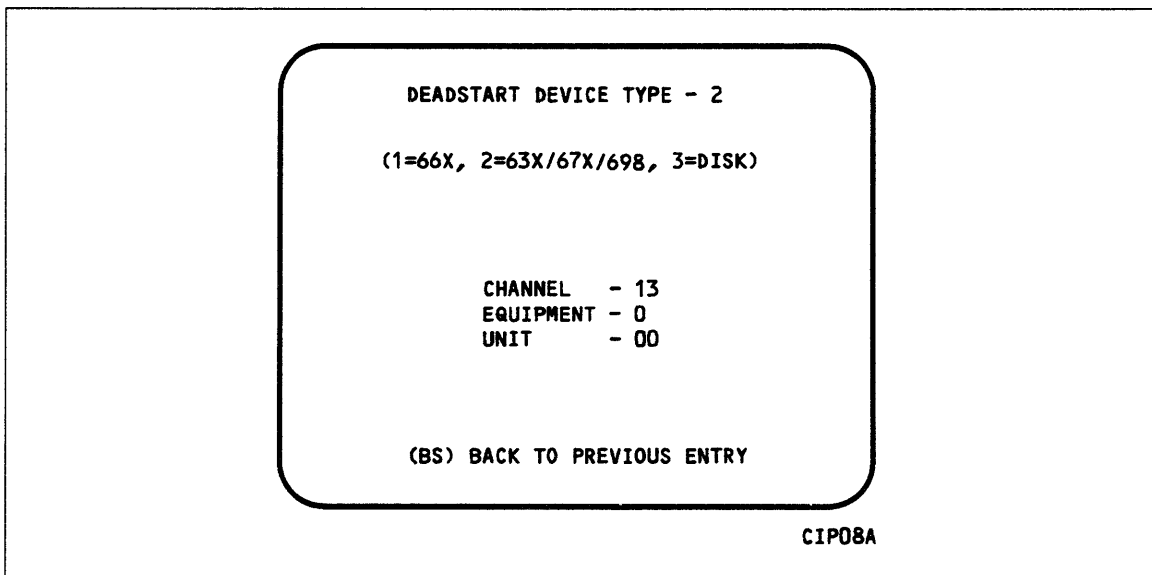 DEADSTART DEVICE TYPE - 2
(1=66X, 2=63X/67X/698, 3=DISK)
CHANNEL - 13
EQUIPMENT - 0
UNIT - 00
(BS) BACK TO PREVIOUS ENTRY
CIP08A